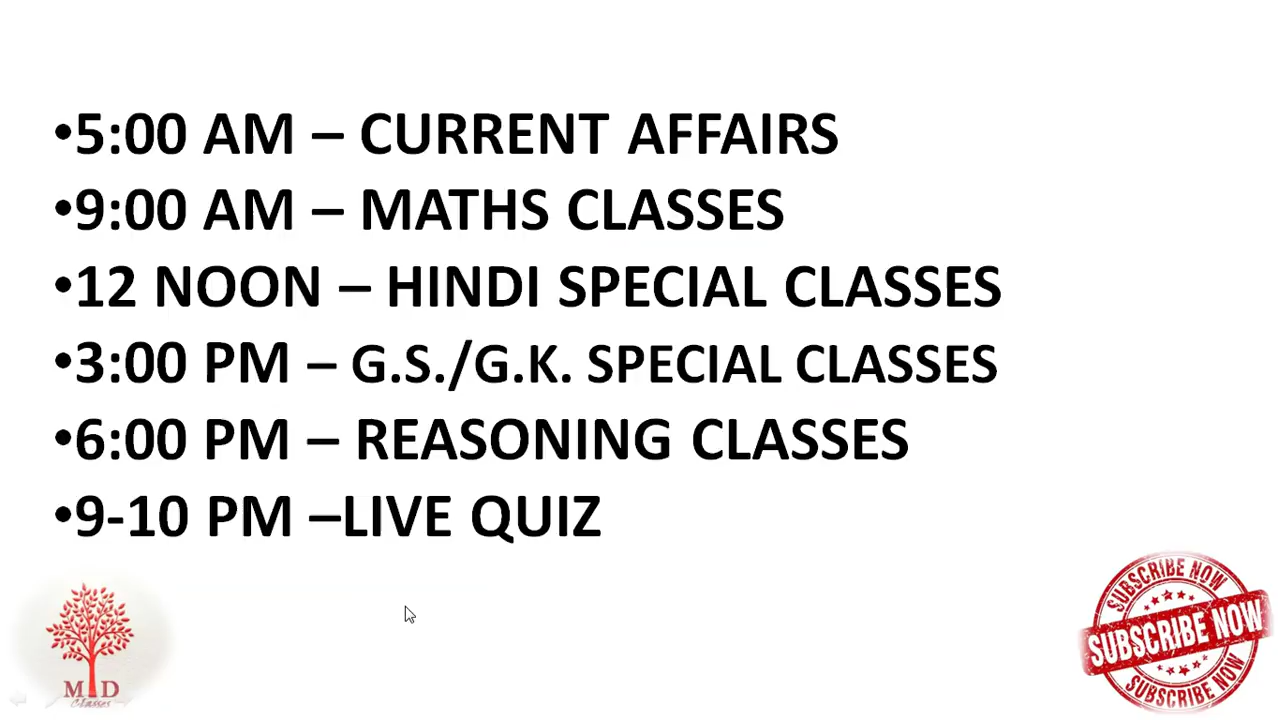 •5:00 AM – CURRENT AFFAIRS
•9:00 AM – MATHS CLASSES
•12 NOON – HINDI SPECIAL CLASSES
•3:00 PM – G.S./G.K. SPECIAL CLASSES
•6:00 PM – REASONING CLASSES
•9-10 PM –LIVE QUIZ
M D
Classes
SUBSCRIBE NOW
SUBSCRIBE NOW
SUBSCRIBE NOW